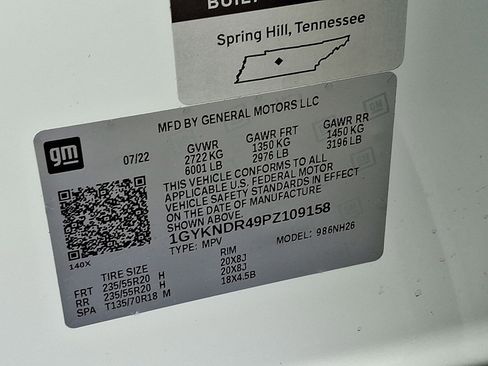 BUILT
Spring Hill, Tennessee
MFD BY GENERAL MOTORS LLC
gm
07/22 GVWR GAWR FRT GAWR RR
2722 KG 1350 KG 1450 KG
6001 LB 2976 LB 3196 LB
THIS VEHICLE CONFORMS TO ALL
APPLICABLE U.S. FEDERAL MOTOR
VEHICLE SAFETY STANDARDS IN EFFECT
ON THE DATE OF MANUFACTURE
SHOWN ABOVE.
1GYKNDR49PZ109158
TYPE: MPV MODEL: 986NH26
140X
TIRE SIZE RIM
FRT 235/55R20 H 20X8J
RR 235/55R20 H 20X8J
SPA T135/70R18 M 18X4.5B